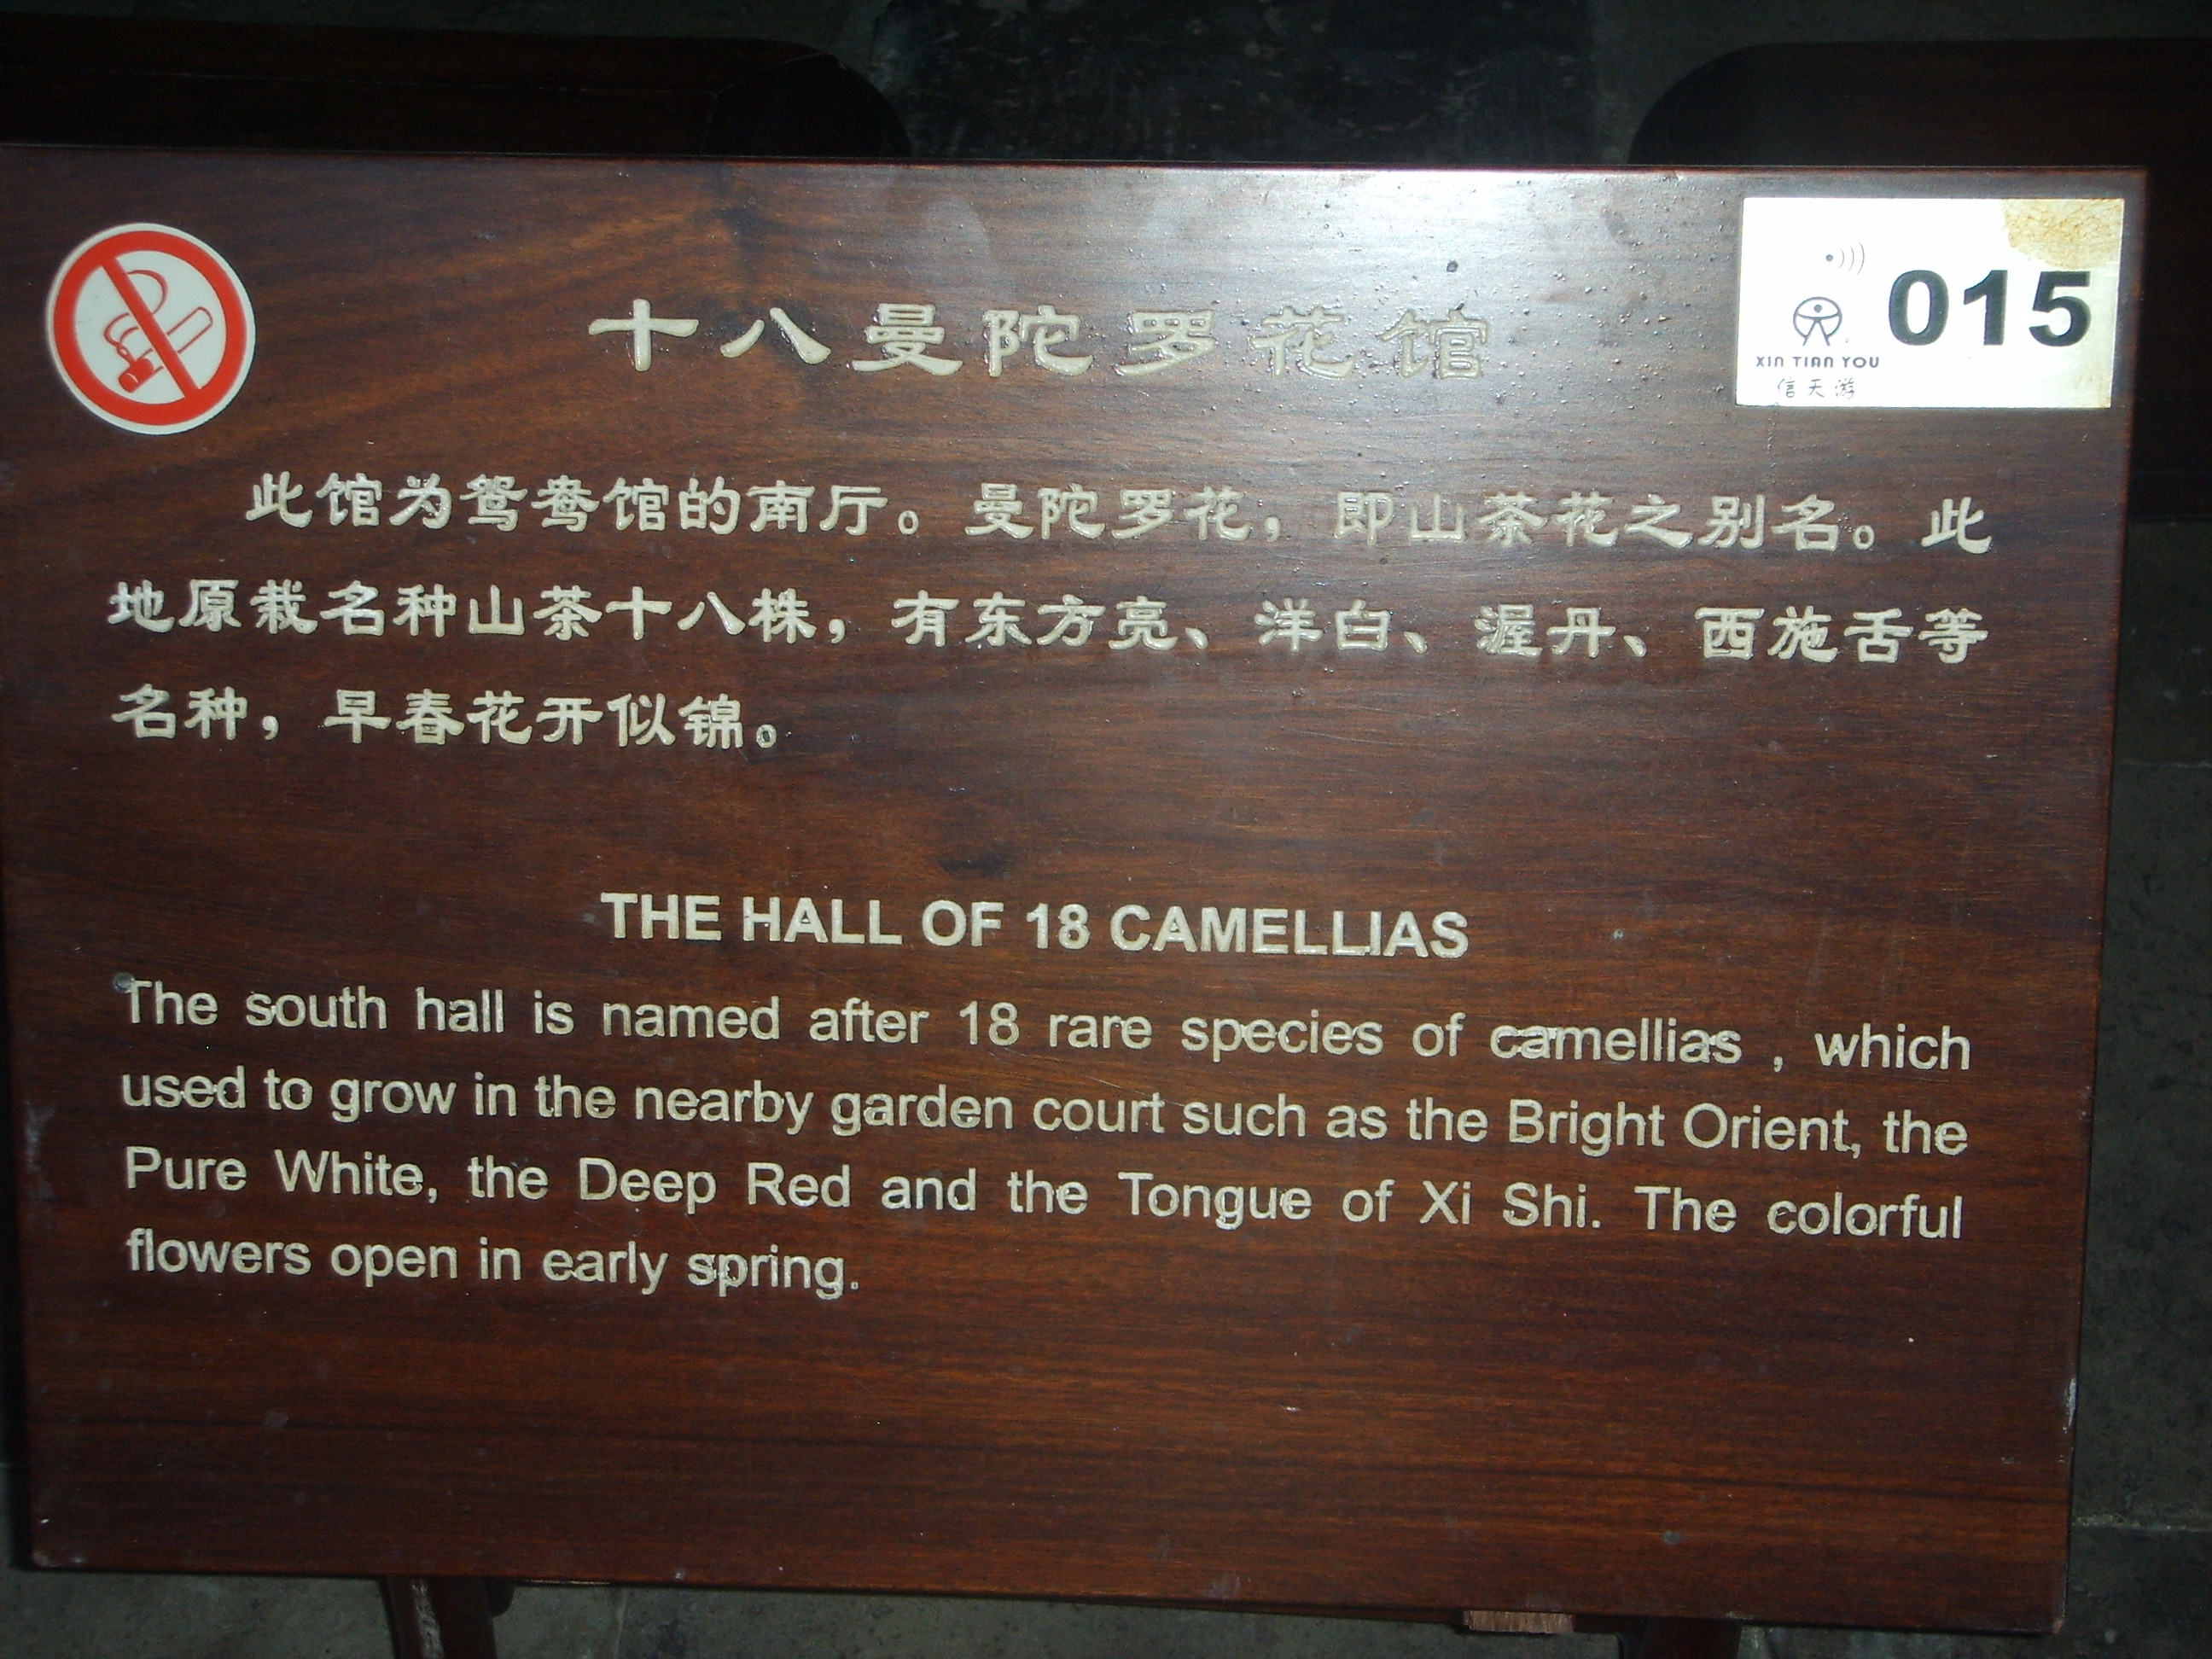 十八曼陀罗花馆
015
XIN TIAN YOU
信天游
此馆为鸳鸯馆的南厅。曼陀罗花，即山茶花之别名。此
地原栽名种山茶十八株，有东方亮、洋白、渥丹、西施舌等
名种，早春花开似锦。
THE HALL OF 18 CAMELLIAS
The south hall is named after 18 rare species of camellias , which
used to grow in the nearby garden court such as the Bright Orient, the
Pure White, the Deep Red and the Tongue of Xi Shi. The colorful
flowers open in early spring.